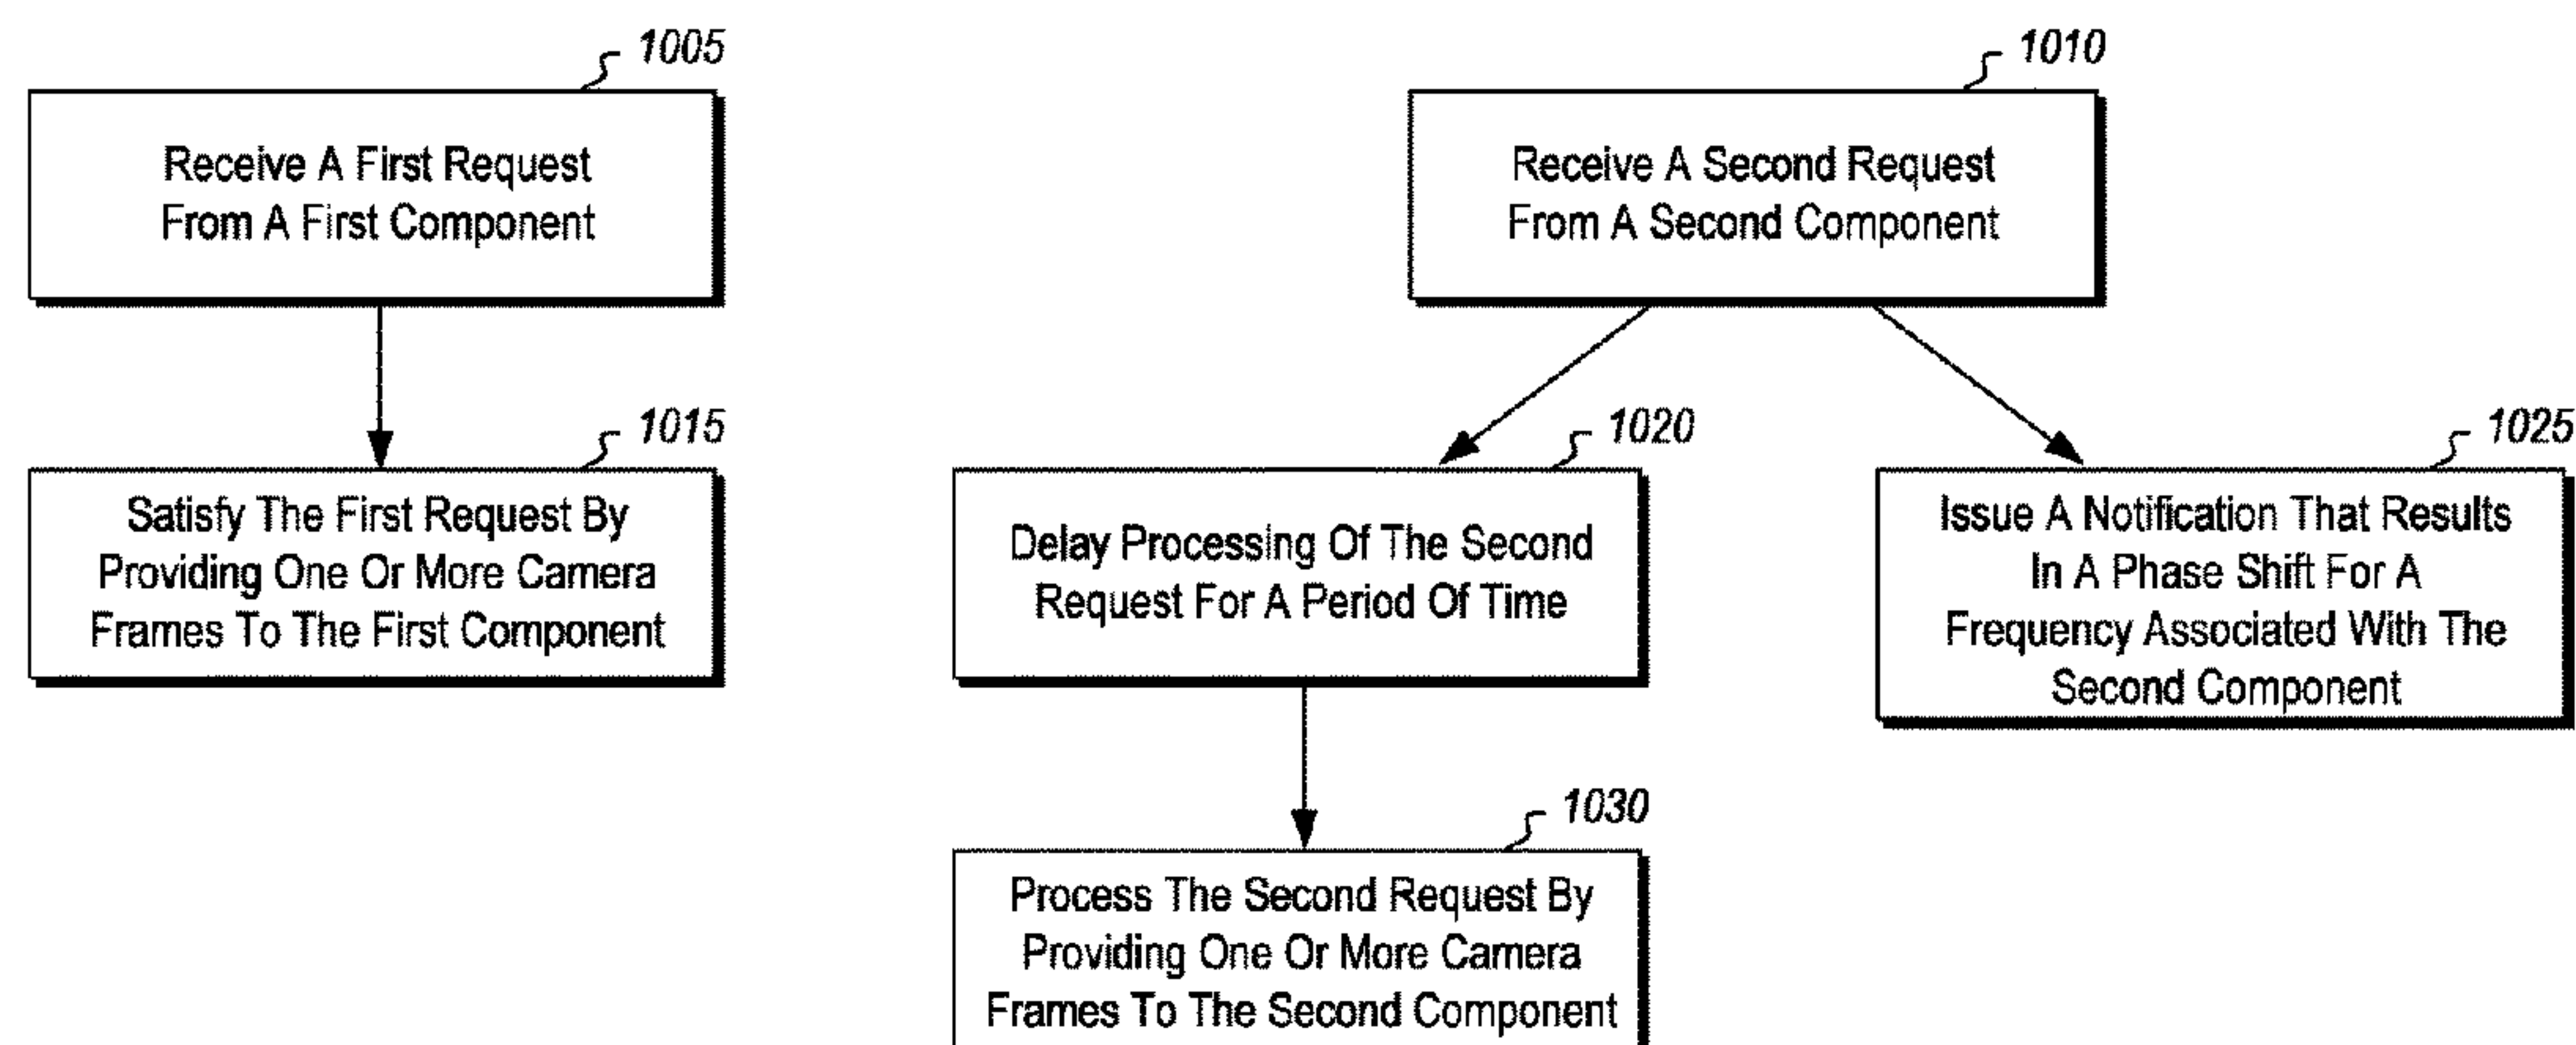 1005
Receive A First Request
From A First Component
1010
Receive A Second Request
From A Second Component
1015
Satisfy The First Request By
Providing One Or More Camera
Frames To The First Component
1020
Delay Processing Of The Second
Request For A Period Of Time
1025
Issue A Notification That Results
In A Phase Shift For A
Frequency Associated With The
Second Component
1030
Process The Second Request By
Providing One Or More Camera
Frames To The Second Component